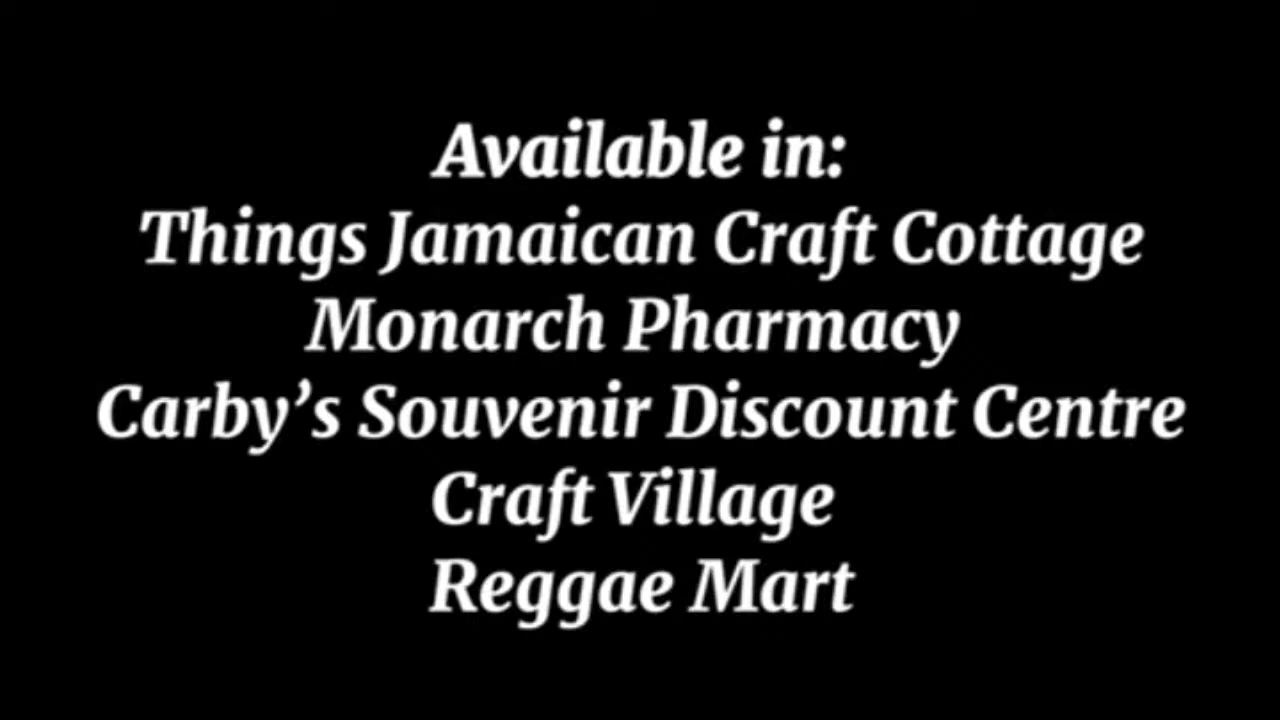 Available in:
Things Jamaican Craft Cottage
Monarch Pharmacy
Carby’s Souvenir Discount Centre
Craft Village
Reggae Mart